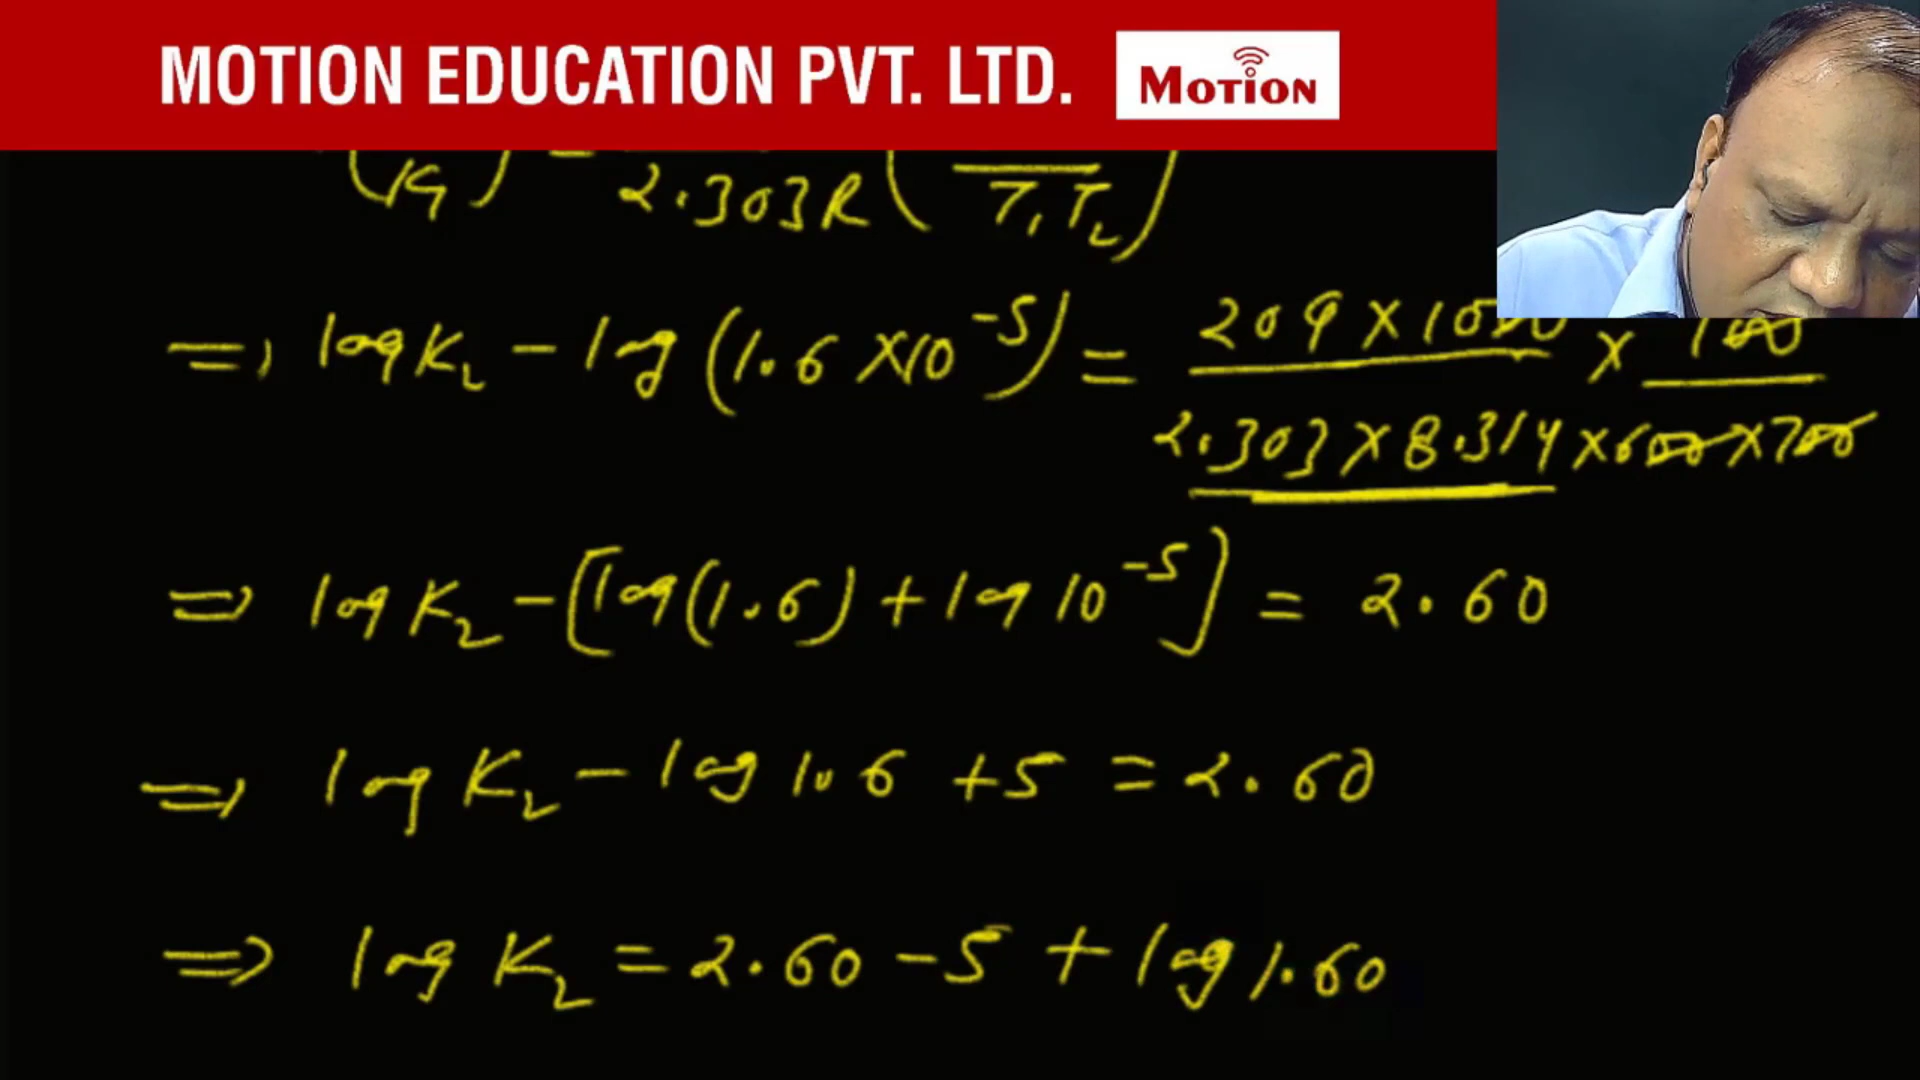 MOTION EDUCATION PVT. LTD. MOTION
(K₁) = 2.303R (T₁T₂)
=> log K₂ - log (1.6 × 10⁻⁵) = 209 × 1000 / 2.303 × 8.314 × 600 × 700 × 100
=> log K₂ - [log(1.6) + log 10⁻⁵] = 2.60
=> log K₂ - log 1.6 + 5 = 2.60
=> log K₂ = 2.60 - 5 + log 1.60